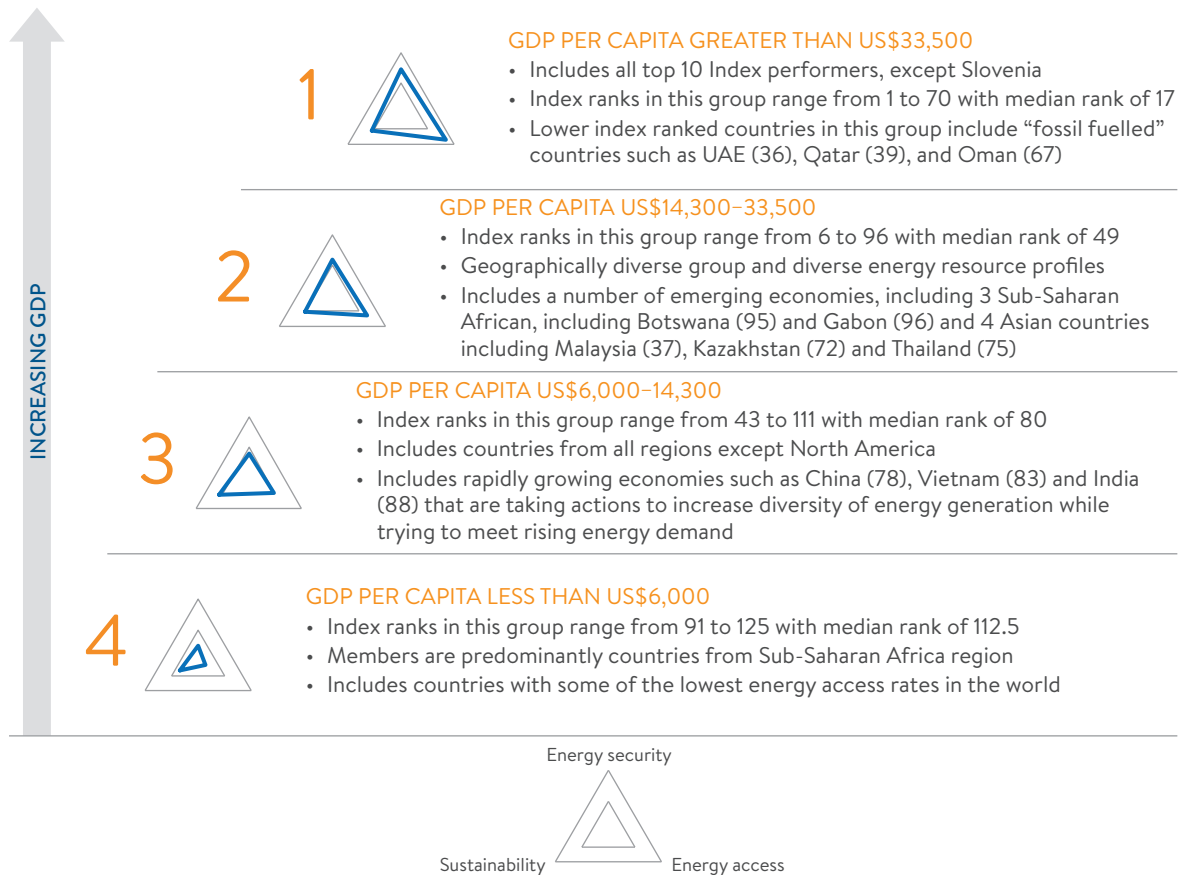 INCREASING GDP
1
GDP PER CAPITA GREATER THAN US$33,500
• Includes all top 10 Index performers, except Slovenia
• Index ranks in this group range from 1 to 70 with median rank of 17
• Lower index ranked countries in this group include “fossil fuelled”
countries such as UAE (36), Qatar (39), and Oman (67)
2
GDP PER CAPITA US$14,300–33,500
• Index ranks in this group range from 6 to 96 with median rank of 49
• Geographically diverse group and diverse energy resource profiles
• Includes a number of emerging economies, including 3 Sub-Saharan
African, including Botswana (95) and Gabon (96) and 4 Asian countries
including Malaysia (37), Kazakhstan (72) and Thailand (75)
3
GDP PER CAPITA US$6,000–14,300
• Index ranks in this group range from 43 to 111 with median rank of 80
• Includes countries from all regions except North America
• Includes rapidly growing economies such as China (78), Vietnam (83) and India
(88) that are taking actions to increase diversity of energy generation while
trying to meet rising energy demand
4
GDP PER CAPITA LESS THAN US$6,000
• Index ranks in this group range from 91 to 125 with median rank of 112.5
• Members are predominantly countries from Sub-Saharan Africa region
• Includes countries with some of the lowest energy access rates in the world
Energy security
Sustainability
Energy access